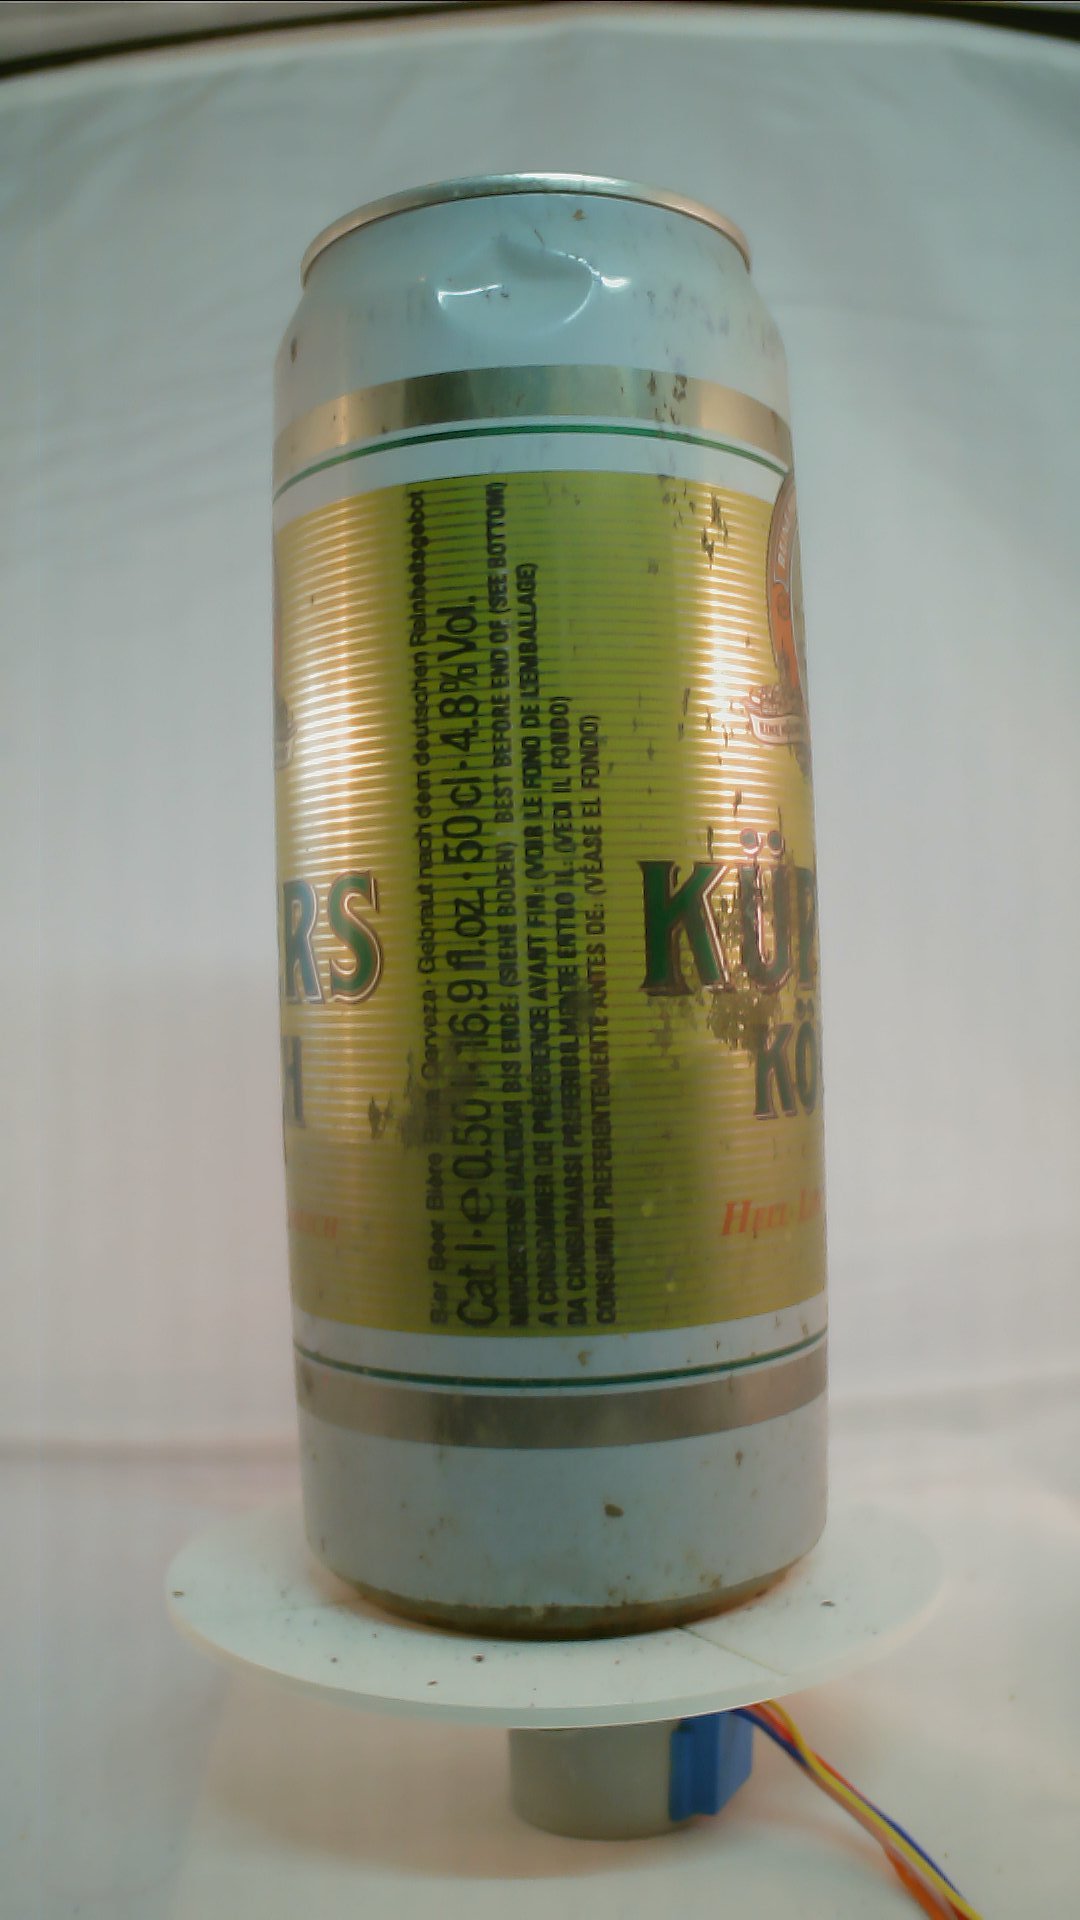 Bier Beer Bière Birra Cerveza · Gebraut nach dem deutschen Reinheitsgebot
Cat I · e 0,50 l · 16,9 fl.oz. · 50 cl · 4.8% Vol.
MINDESTENS HALTBAR BIS ENDE: (SIEHE BODEN) BEST BEFORE END OF (SEE BOTTOM)
A CONSOMMER DE PRÉFÉRENCE AVANT FIN: (VOIR LE FOND DE L'EMBALLAGE)
DA CONSUMARSI PREFERIBILMENTE ENTRO IL: (VEDI IL FONDO)
CONSUMIR PREFERENTEMENTE ANTES DE: (VÉASE EL FONDO)
RS
H
KÜR
KÖ
HELL